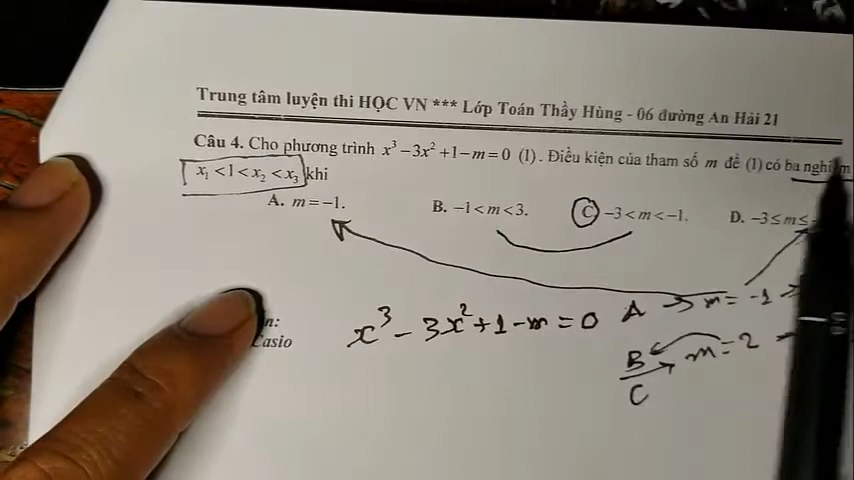 Trung tâm luyện thi HỌC VN *** Lớp Toán Thầy Hùng - 06 đường An Hải 21
Câu 4. Cho phương trình x³ − 3x² + 1 − m = 0 (1). Điều kiện của tham số m để (1) có ba nghiệm
x₁ < 1 < x₂ < x₃ khi
A. m = −1. B. −1 < m < 3. C −3 < m < −1. D. −3 ≤ m ≤
x³ − 3x² + 1 − m = 0 A → m = -1 →
n:
Casio
B m = 2
C